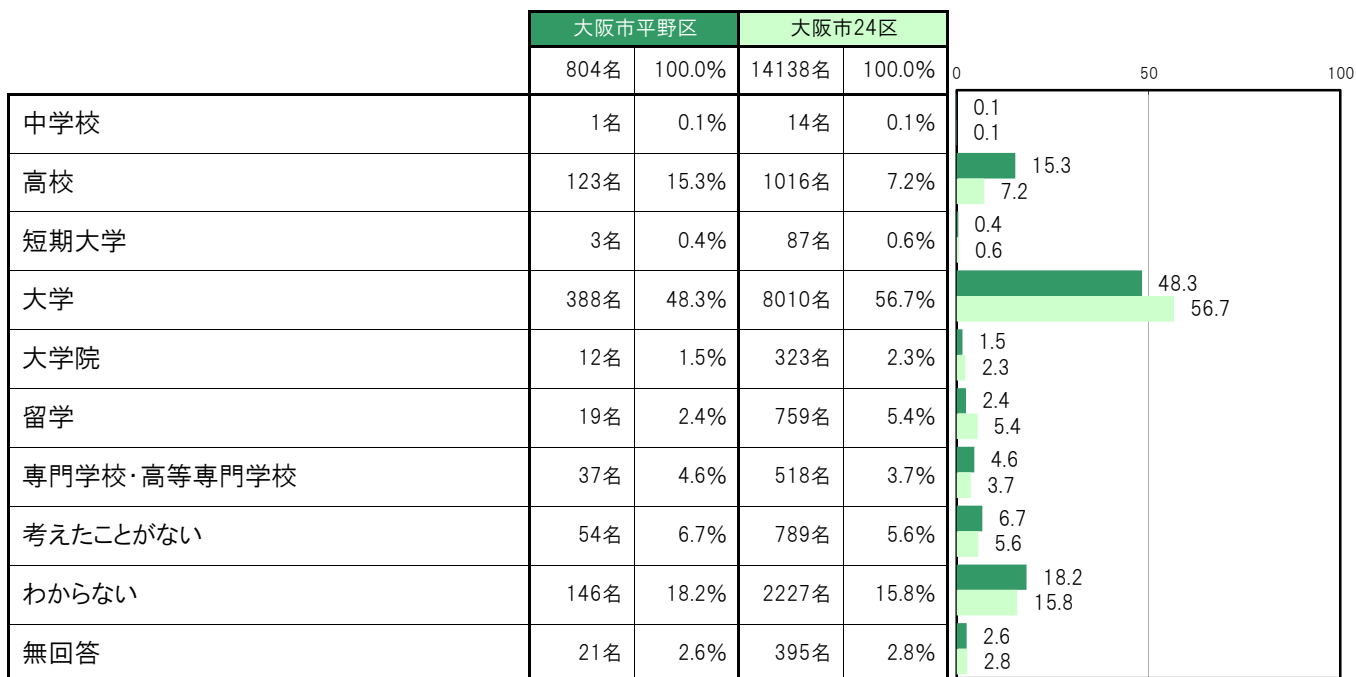 大阪市平野区 大阪市24区
804名 100.0% 14138名 100.0% 0 50 100
中学校 1名 0.1% 14名 0.1% 0.1
0.1
高校 123名 15.3% 1016名 7.2% 15.3
7.2
短期大学 3名 0.4% 87名 0.6% 0.4
0.6
大学 388名 48.3% 8010名 56.7% 48.3
56.7
大学院 12名 1.5% 323名 2.3% 1.5
2.3
留学 19名 2.4% 759名 5.4% 2.4
5.4
専門学校・高等専門学校 37名 4.6% 518名 3.7% 4.6
3.7
考えたことがない 54名 6.7% 789名 5.6% 6.7
5.6
わからない 146名 18.2% 2227名 15.8% 18.2
15.8
無回答 21名 2.6% 395名 2.8% 2.6
2.8